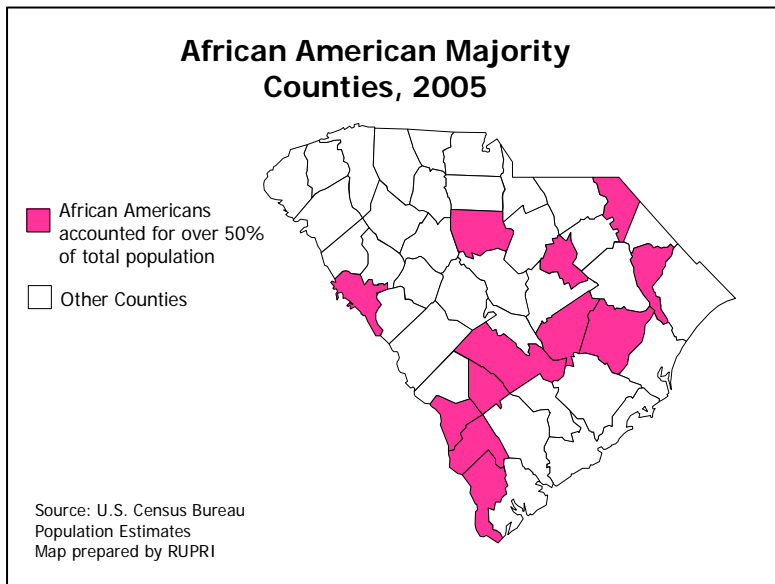 African American Majority
Counties, 2005
African Americans
accounted for over 50%
of total population
Other Counties
Source: U.S. Census Bureau
Population Estimates
Map prepared by RUPRI